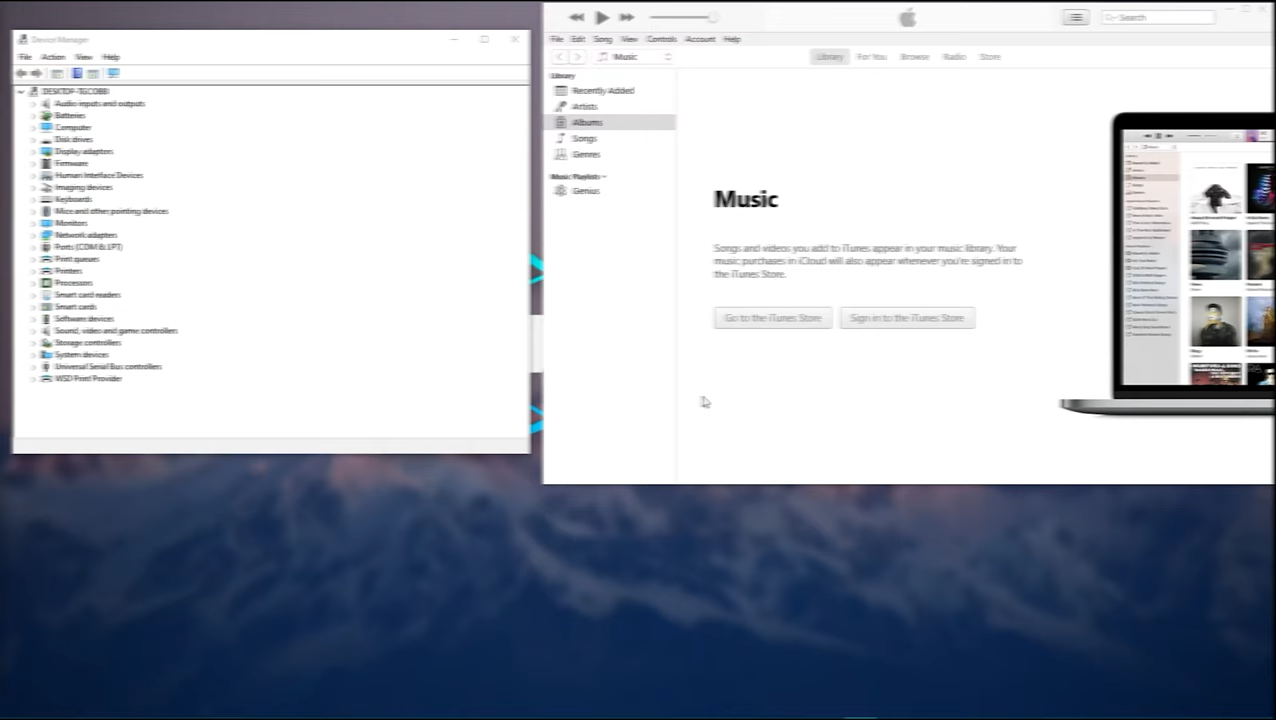 Device Manager
File Action View Help
Audio inputs and outputs
Batteries
Computer
Disk drives
Display adaptors
Firmware
Human Interface Devices
Imaging devices
Keyboards
Mice and other pointing devices
Monitors
Network adapters
Ports (COM & LPT)
Print queues
Printers
Processors
Smart card readers
Smart cards
Software devices
Sound, video and game controllers
Storage controllers
System devices
Universal Serial Bus controllers
WSD Print Provider
Search
File Edit Song View Controls Account Help
Music
Library For You Browse Radio Store
Library
Recently Added
Artists
Albums
Songs
Genres
Music Playlists
Genius
Music
Songs and videos you add to iTunes appear in your music library. Your
music purchases in iCloud will also appear whenever you're signed in to
the iTunes Store.
Go to the iTunes Store
Sign in to the iTunes Store